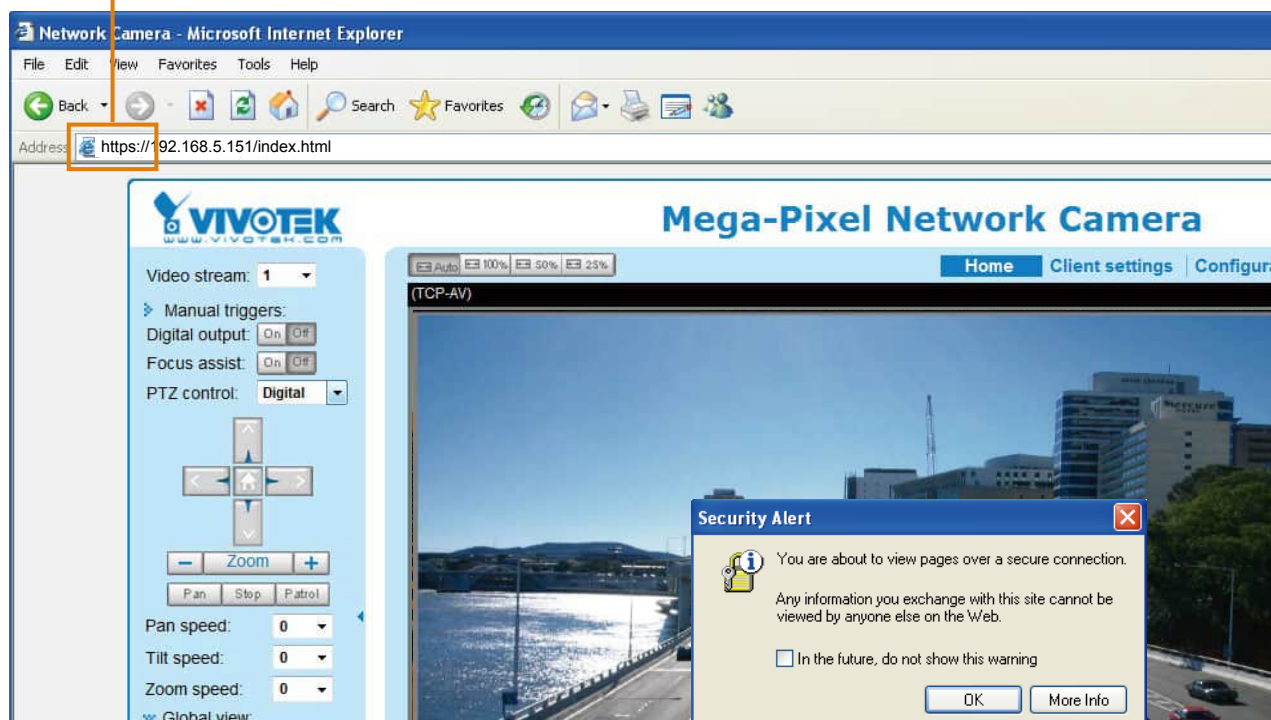 Network Camera - Microsoft Internet Explorer
File Edit View Favorites Tools Help
Back Search Favorites
Address https://192.168.5.151/index.html
VIVOTEK
www.vivotek.com
Mega-Pixel Network Camera
Video stream: 1
Auto 100% 50% 25%
Home Client settings Configura
(TCP-AV)
Manual triggers:
Digital output: On Off
Focus assist: On Off
PTZ control: Digital
Mercure
Zoom
Pan Stop Patrol
Pan speed: 0
Tilt speed: 0
Zoom speed: 0
Global view:
Security Alert
You are about to view pages over a secure connection.
Any information you exchange with this site cannot be
viewed by anyone else on the Web.
In the future, do not show this warning
OK More Info